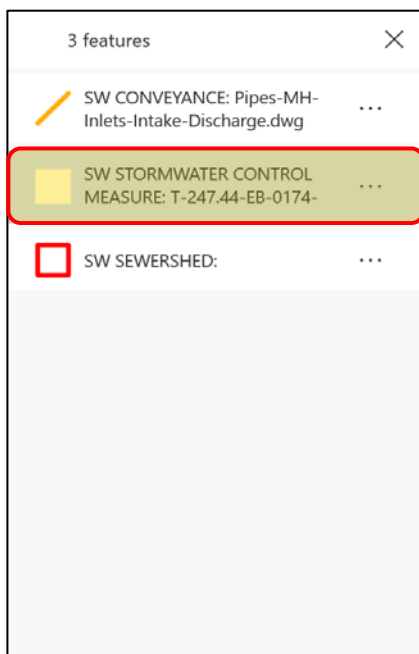 3 features
SW CONVEYANCE: Pipes-MH-
Inlets-Intake-Discharge.dwg
SW STORMWATER CONTROL
MEASURE: T-247.44-EB-0174-
SW SEWERSHED: